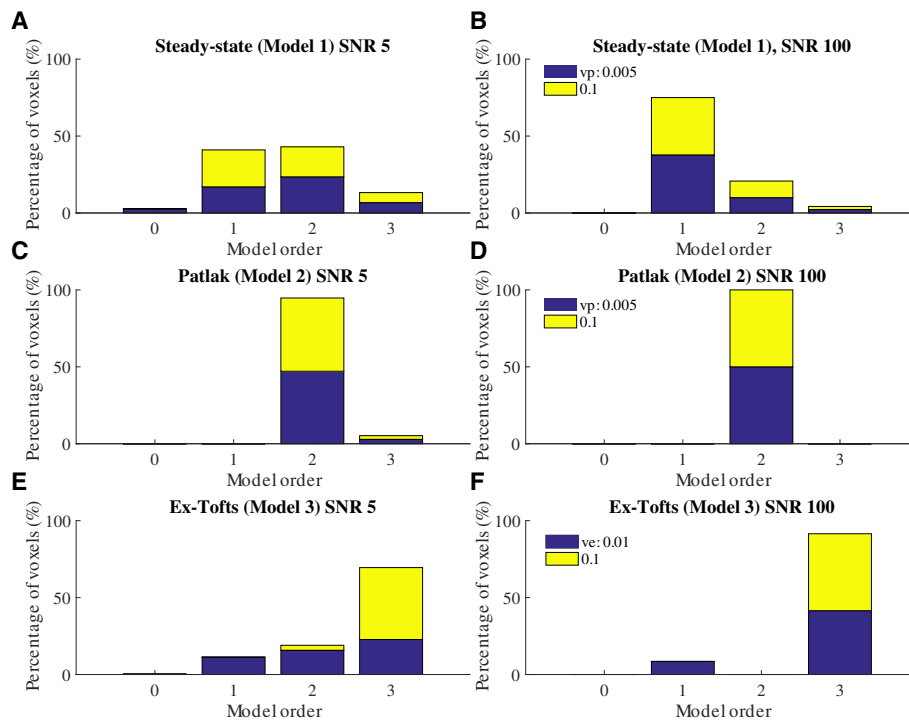 A
Steady-state (Model 1) SNR 5
Percentage of voxels (%)
100
50
0
0 1 2 3
Model order
B
Steady-state (Model 1), SNR 100
Percentage of voxels (%)
100
50
0
vp:0.005
0.1
0 1 2 3
Model order
C
Patlak (Model 2) SNR 5
Percentage of voxels (%)
100
50
0
0 1 2 3
Model order
D
Patlak (Model 2) SNR 100
Percentage of voxels (%)
100
50
0
vp:0.005
0.1
0 1 2 3
Model order
E
Ex-Tofts (Model 3) SNR 5
Percentage of voxels (%)
100
50
0
0 1 2 3
Model order
F
Ex-Tofts (Model 3) SNR 100
Percentage of voxels (%)
100
50
0
ve:0.01
0.1
0 1 2 3
Model order